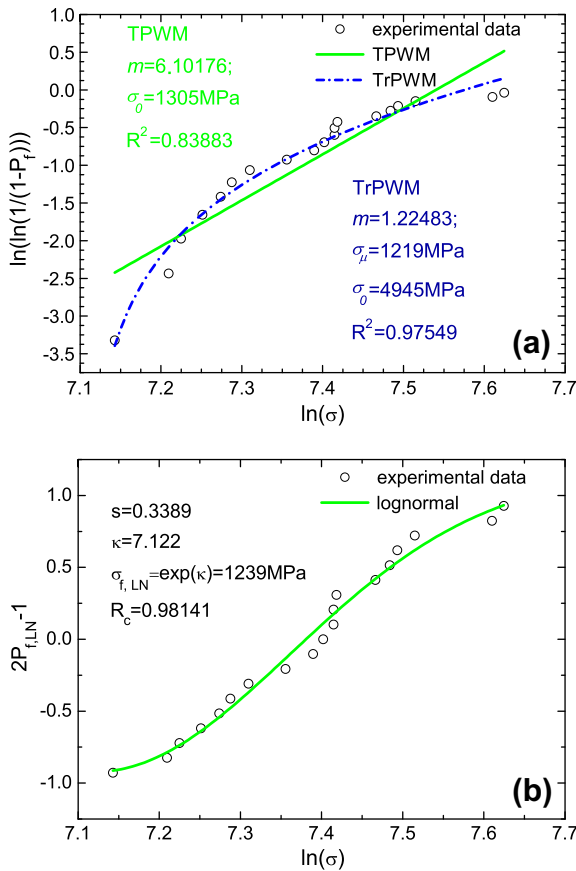 TPWM
m=6.10176;
σ0=1305MPa
R²=0.83883
experimental data
TPWM
TrPWM
TrPWM
m=1.22483;
σμ=1219MPa
σ0=4945MPa
R²=0.97549
(a)
ln(ln(1/(1-Pf)))
0.5
0.0
-0.5
-1.0
-1.5
-2.0
-2.5
-3.0
-3.5
7.1 7.2 7.3 7.4 7.5 7.6 7.7
ln(σ)
experimental data
lognormal
s=0.3389
κ=7.122
σf, LN=exp(κ)=1239MPa
Rc=0.98141
(b)
2Pf,LN-1
1.0
0.5
0.0
-0.5
-1.0
7.1 7.2 7.3 7.4 7.5 7.6 7.7
ln(σ)